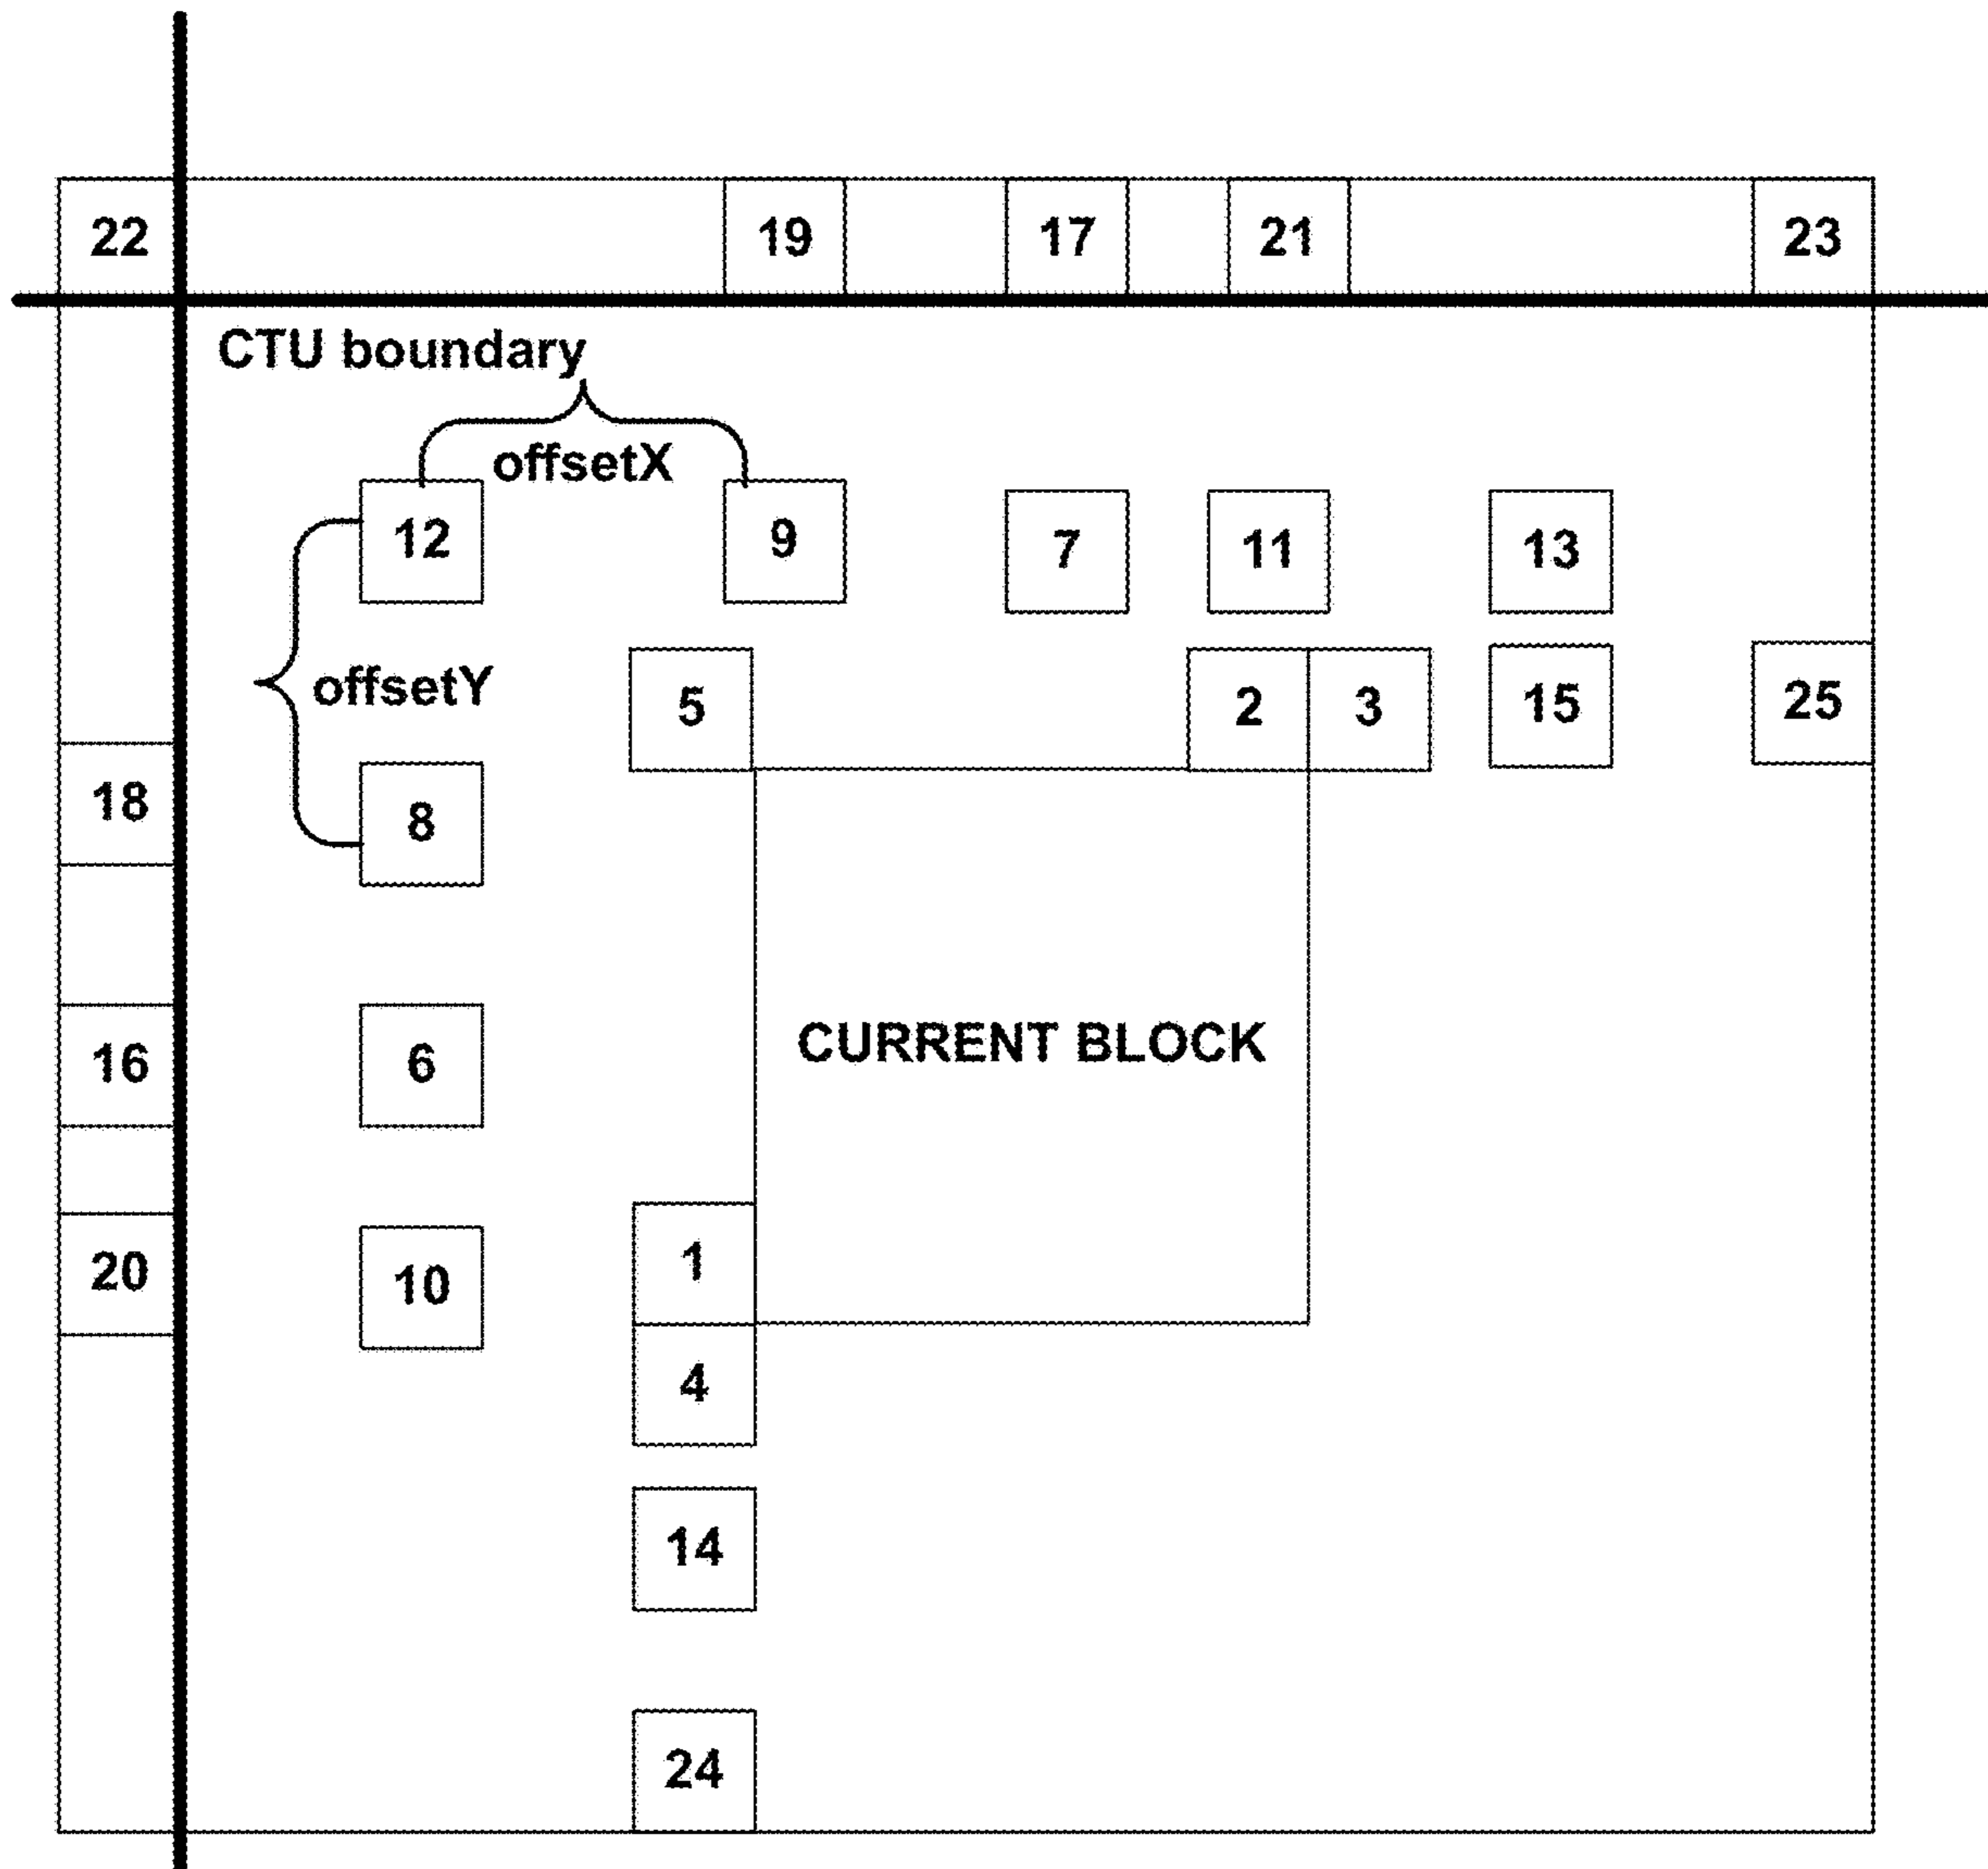 22 19 17 21 23
CTU boundary
offsetX
12 9 7 11 13
offsetY
5 2 3 15 25
18 8
CURRENT BLOCK
16 6
20 10 1
4
14
24